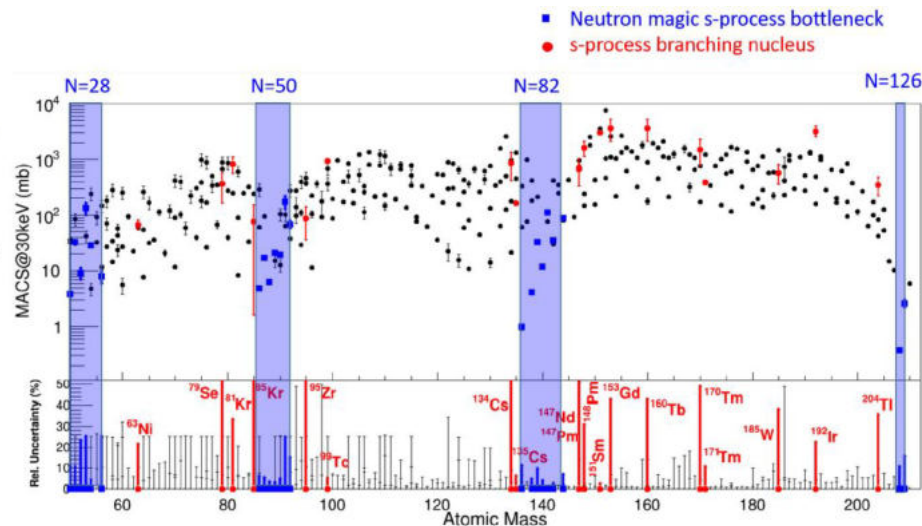 Neutron magic s-process bottleneck
s-process branching nucleus
N=28
N=50
N=82
N=126
MACS@30keV (mb)
10⁴
10³
10²
10
1
Rel. Uncertainty (%)
50
40
30
20
10
0
⁶³Ni
⁷⁹Se
⁸¹Kr
⁸⁵Kr
⁹⁵Zr
⁹⁹Tc
¹³⁴Cs
¹³⁵Cs
¹⁴⁷Nd
¹⁴⁷Pm
¹⁴⁸Pm
¹⁵¹Sm
¹⁵³Gd
¹⁶⁰Tb
¹⁷⁰Tm
¹⁷¹Tm
¹⁸⁵W
¹⁹²Ir
²⁰⁴Tl
60 80 100 120 140 160 180 200
Atomic Mass